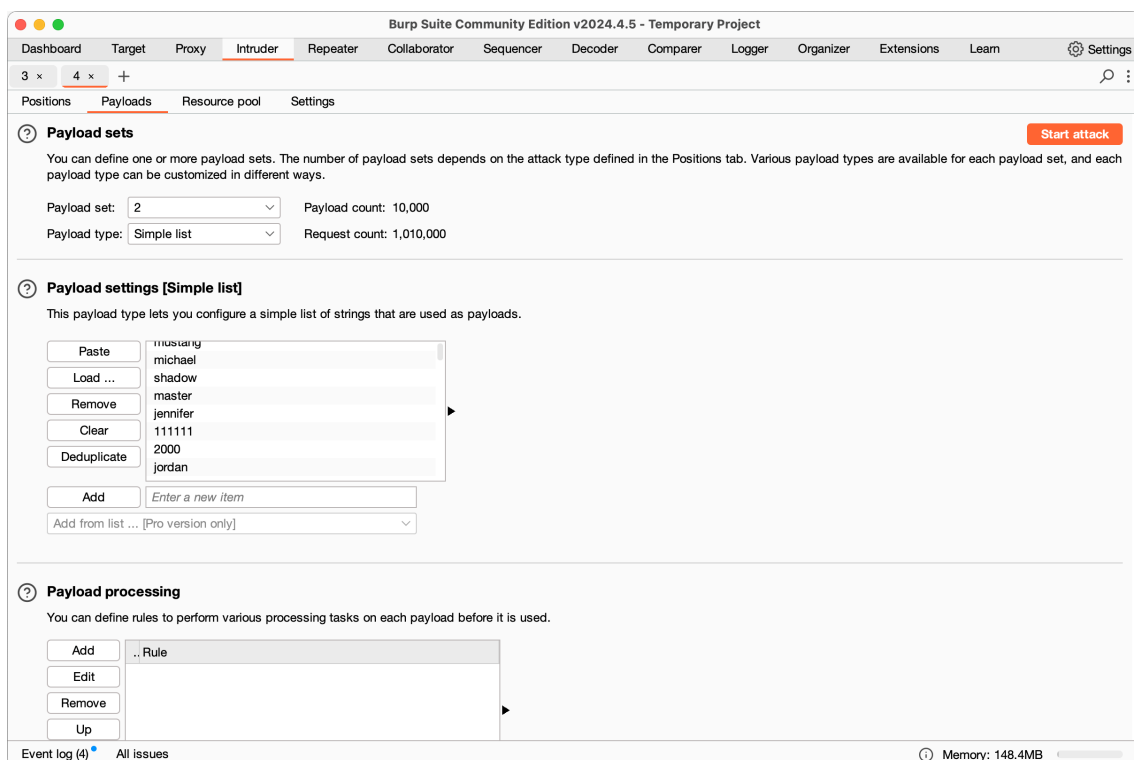 Burp Suite Community Edition v2024.4.5 - Temporary Project
Dashboard Target Proxy Intruder Repeater Collaborator Sequencer Decoder Comparer Logger Organizer Extensions Learn Settings
3 × 4 × +
Positions Payloads Resource pool Settings
? Payload sets Start attack
You can define one or more payload sets. The number of payload sets depends on the attack type defined in the Positions tab. Various payload types are available for each payload set, and each
payload type can be customized in different ways.
Payload set: 2 Payload count: 10,000
Payload type: Simple list Request count: 1,010,000
? Payload settings [Simple list]
This payload type lets you configure a simple list of strings that are used as payloads.
mustang
Paste michael
Load ... shadow
Remove master
jennifer
Clear 111111
Deduplicate 2000
jordan
Add Enter a new item
Add from list ... [Pro version only]
? Payload processing
You can define rules to perform various processing tasks on each payload before it is used.
Add .. Rule
Edit
Remove
Up
Event log (4) All issues Memory: 148.4MB